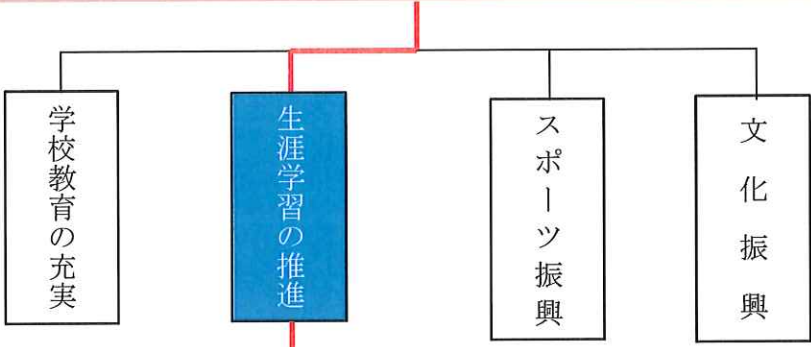 学校教育の充実
生涯学習の推進
スポーツ振興
文化振興